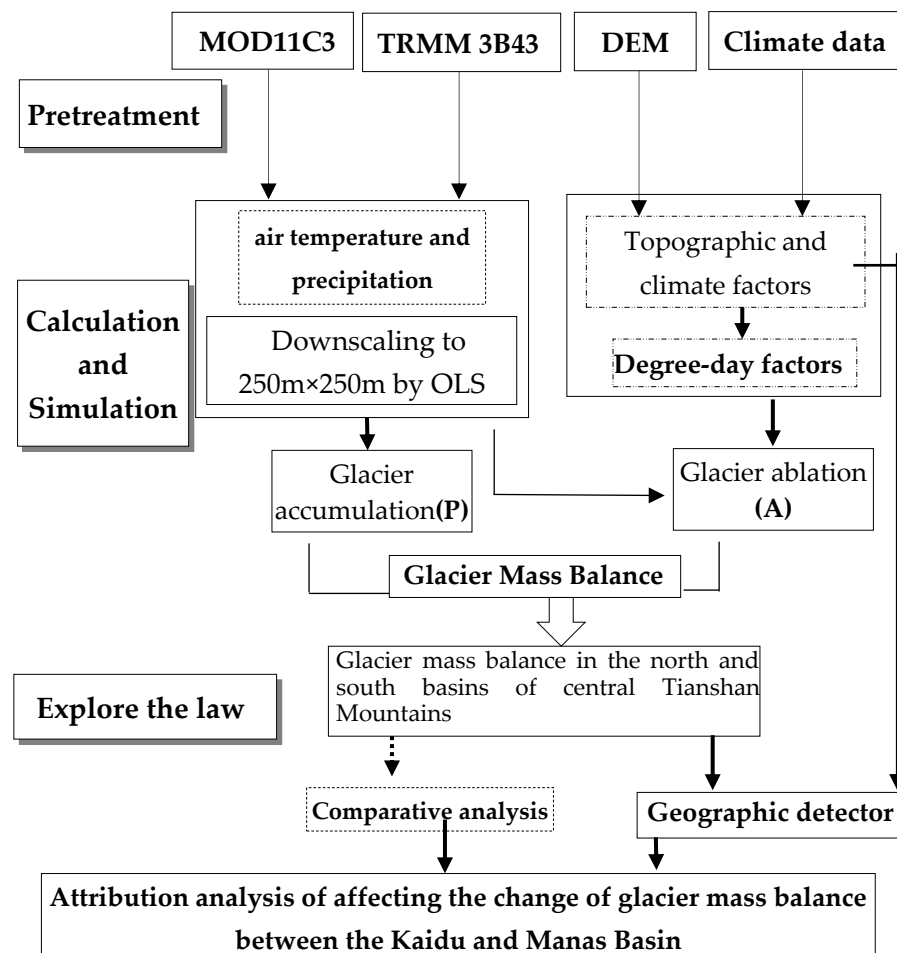 MOD11C3
TRMM 3B43
DEM
Climate data
Pretreatment
air temperature and
precipitation
Topographic and
climate factors
Calculation
and
Simulation
Downscaling to
250m×250m by OLS
Degree-day factors
Glacier
accumulation(P)
Glacier ablation
(A)
Glacier Mass Balance
Glacier mass balance in the north and
south basins of central Tianshan
Mountains
Explore the law
Comparative analysis
Geographic detector
Attribution analysis of affecting the change of glacier mass balance
between the Kaidu and Manas Basin